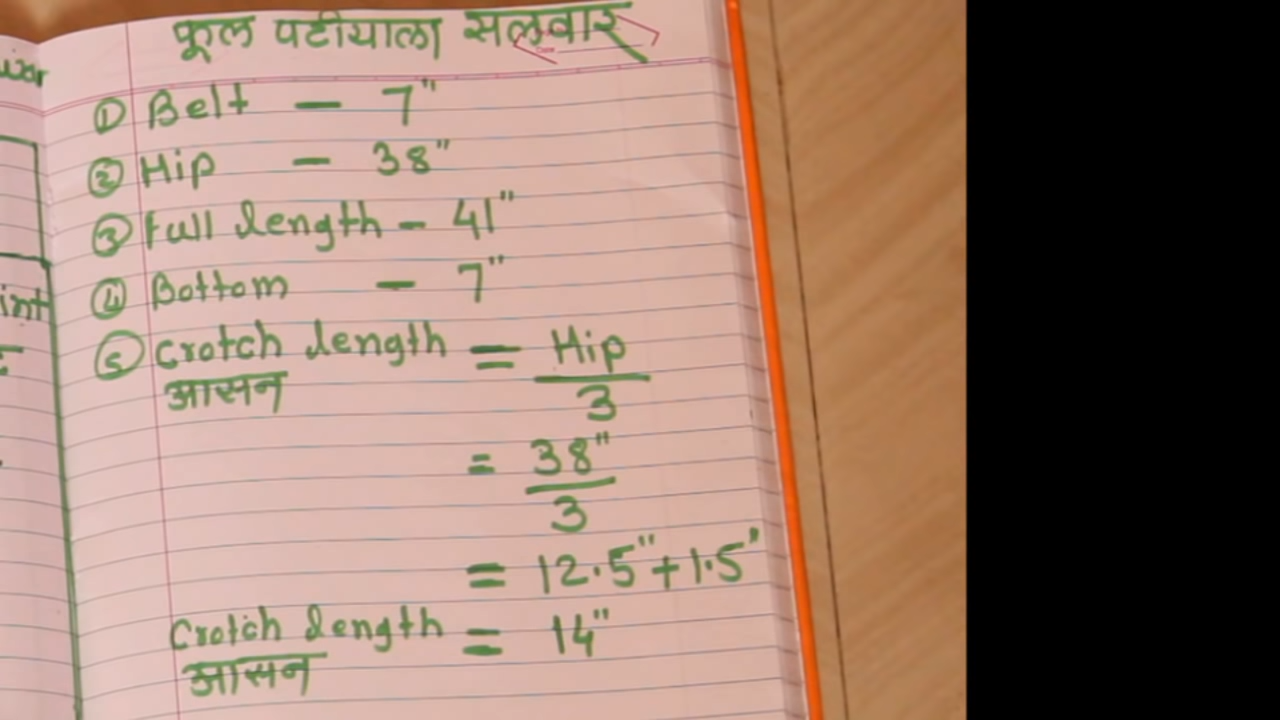 फूल पटीयाला सलवार
① Belt — 7"
② Hip — 38"
③ Full length – 41"
④ Bottom — 7"
⑤ Crotch length = Hip
आसन
3
= 38"
3
= 12.5"+1.5"
Crotch length = 14"
आसन